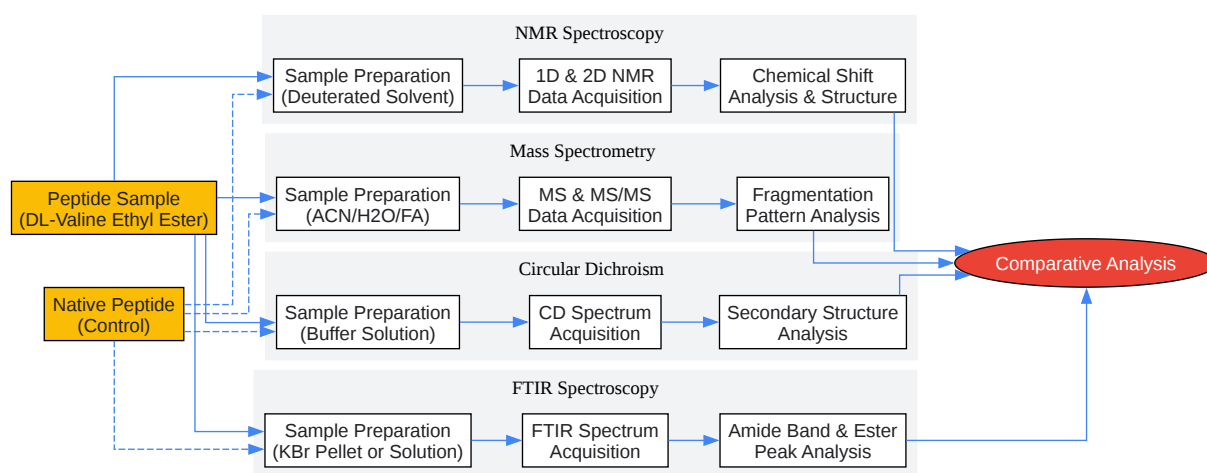 NMR Spectroscopy
Sample Preparation
(Deuterated Solvent)
1D & 2D NMR
Data Acquisition
Chemical Shift
Analysis & Structure
Mass Spectrometry
Peptide Sample
(DL-Valine Ethyl Ester)
Sample Preparation
(ACN/H2O/FA)
MS & MS/MS
Data Acquisition
Fragmentation
Pattern Analysis
Comparative Analysis
Circular Dichroism
Native Peptide
(Control)
Sample Preparation
(Buffer Solution)
CD Spectrum
Acquisition
Secondary Structure
Analysis
FTIR Spectroscopy
Sample Preparation
(KBr Pellet or Solution)
FTIR Spectrum
Acquisition
Amide Band & Ester
Peak Analysis